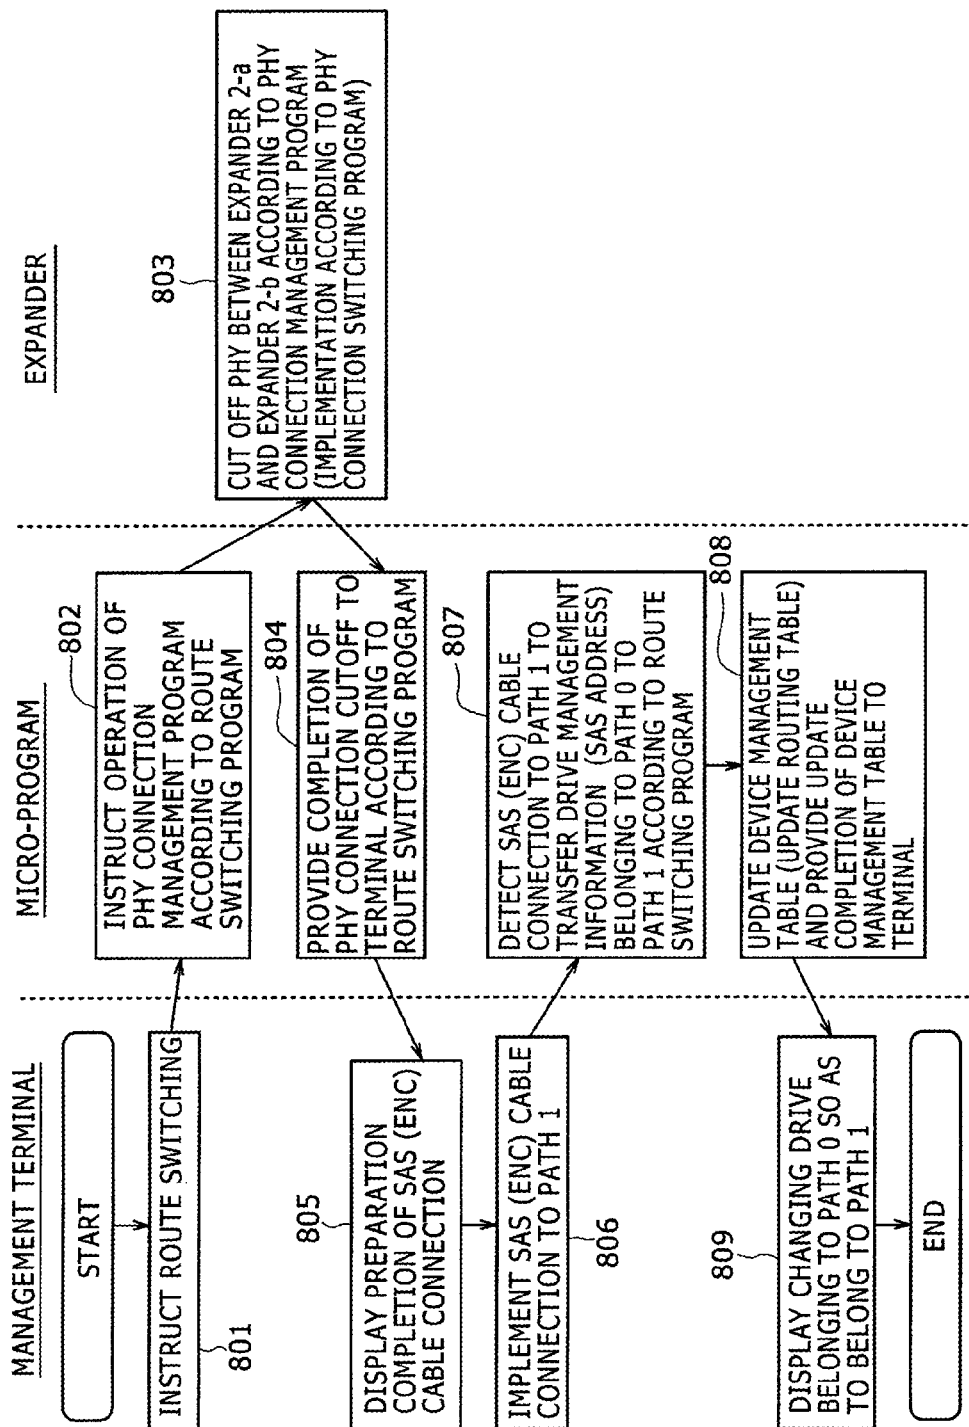 MANAGEMENT TERMINAL
MICRO-PROGRAM
EXPANDER
START
INSTRUCT ROUTE SWITCHING
801
802
INSTRUCT OPERATION OF
PHY CONNECTION
MANAGEMENT PROGRAM
ACCORDING TO ROUTE
SWITCHING PROGRAM
803
CUT OFF PHY BETWEEN EXPANDER 2-a
AND EXPANDER 2-b ACCORDING TO PHY
CONNECTION MANAGEMENT PROGRAM
(IMPLEMENTATION ACCORDING TO PHY
CONNECTION SWITCHING PROGRAM)
804
PROVIDE COMPLETION OF
PHY CONNECTION CUTOFF TO
TERMINAL ACCORDING TO
ROUTE SWITCHING PROGRAM
805
DISPLAY PREPARATION
COMPLETION OF SAS (ENC)
CABLE CONNECTION
IMPLEMENT SAS (ENC) CABLE
CONNECTION TO PATH 1
806
807
DETECT SAS (ENC) CABLE
CONNECTION TO PATH 1 TO
TRANSFER DRIVE MANAGEMENT
INFORMATION (SAS ADDRESS)
BELONGING TO PATH 0 TO
PATH 1 ACCORDING TO ROUTE
SWITCHING PROGRAM
808
UPDATE DEVICE MANAGEMENT
TABLE (UPDATE ROUTING TABLE)
AND PROVIDE UPDATE
COMPLETION OF DEVICE
MANAGEMENT TABLE TO
TERMINAL
809
DISPLAY CHANGING DRIVE
BELONGING TO PATH 0 SO AS
TO BELONG TO PATH 1
END